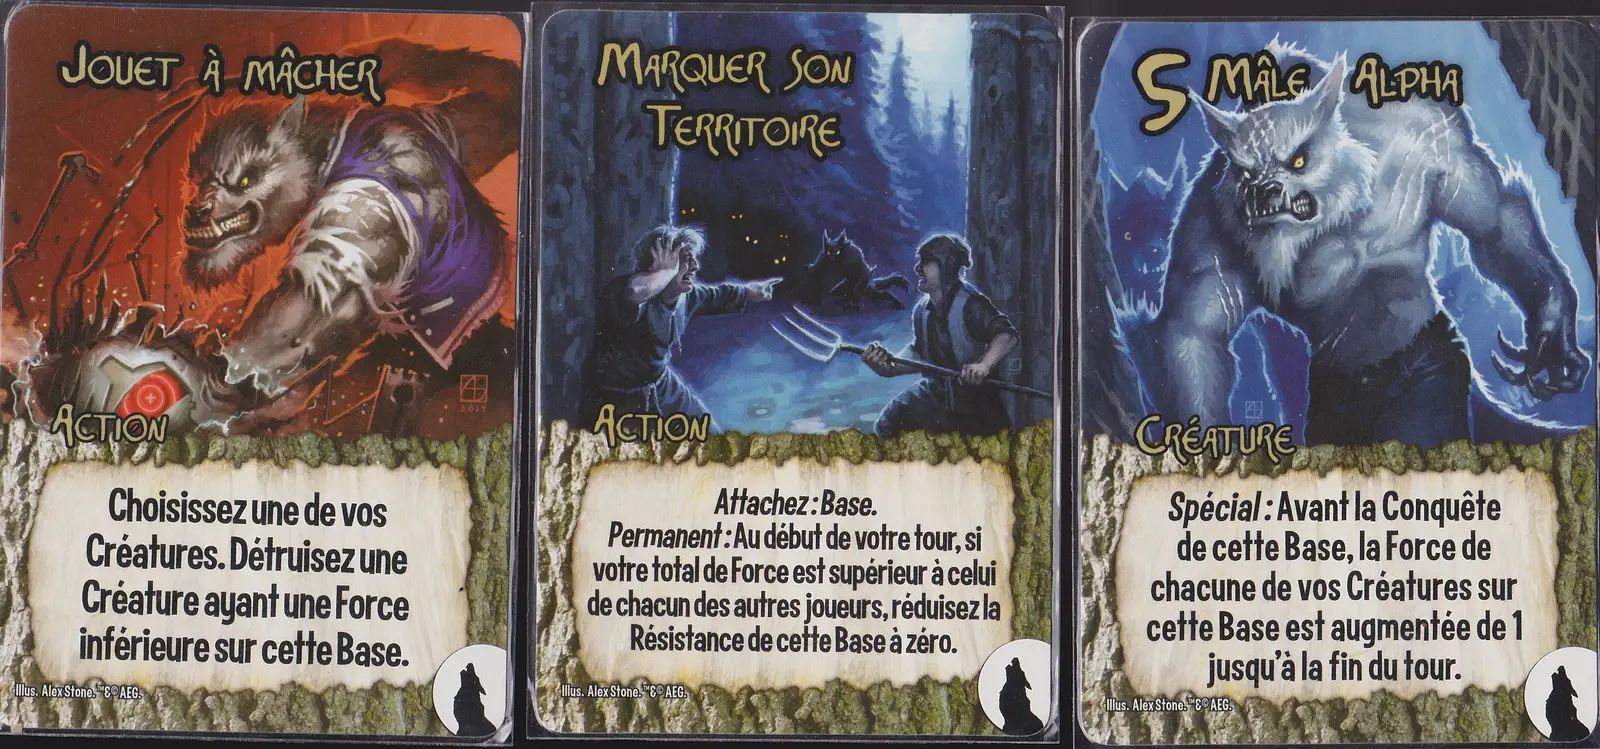 Jouet à mâcher
Action
Choisissez une de vos
Créatures. Détruisez une
Créature ayant une Force
inférieure sur cette Base.
Illus. Alex Stone.™&© AEG.
Marquer son
Territoire
Action
Attachez : Base.
Permanent : Au début de votre tour, si
votre total de Force est supérieur à celui
de chacun des autres joueurs, réduisez la
Résistance de cette Base à zéro.
Illus. Alex Stone.™&© AEG.
5 Mâle Alpha
Créature
Spécial : Avant la Conquête
de cette Base, la Force de
chacune de vos Créatures sur
cette Base est augmentée de 1
jusqu'à la fin du tour.
Illus. Alex Stone.™&© AEG.